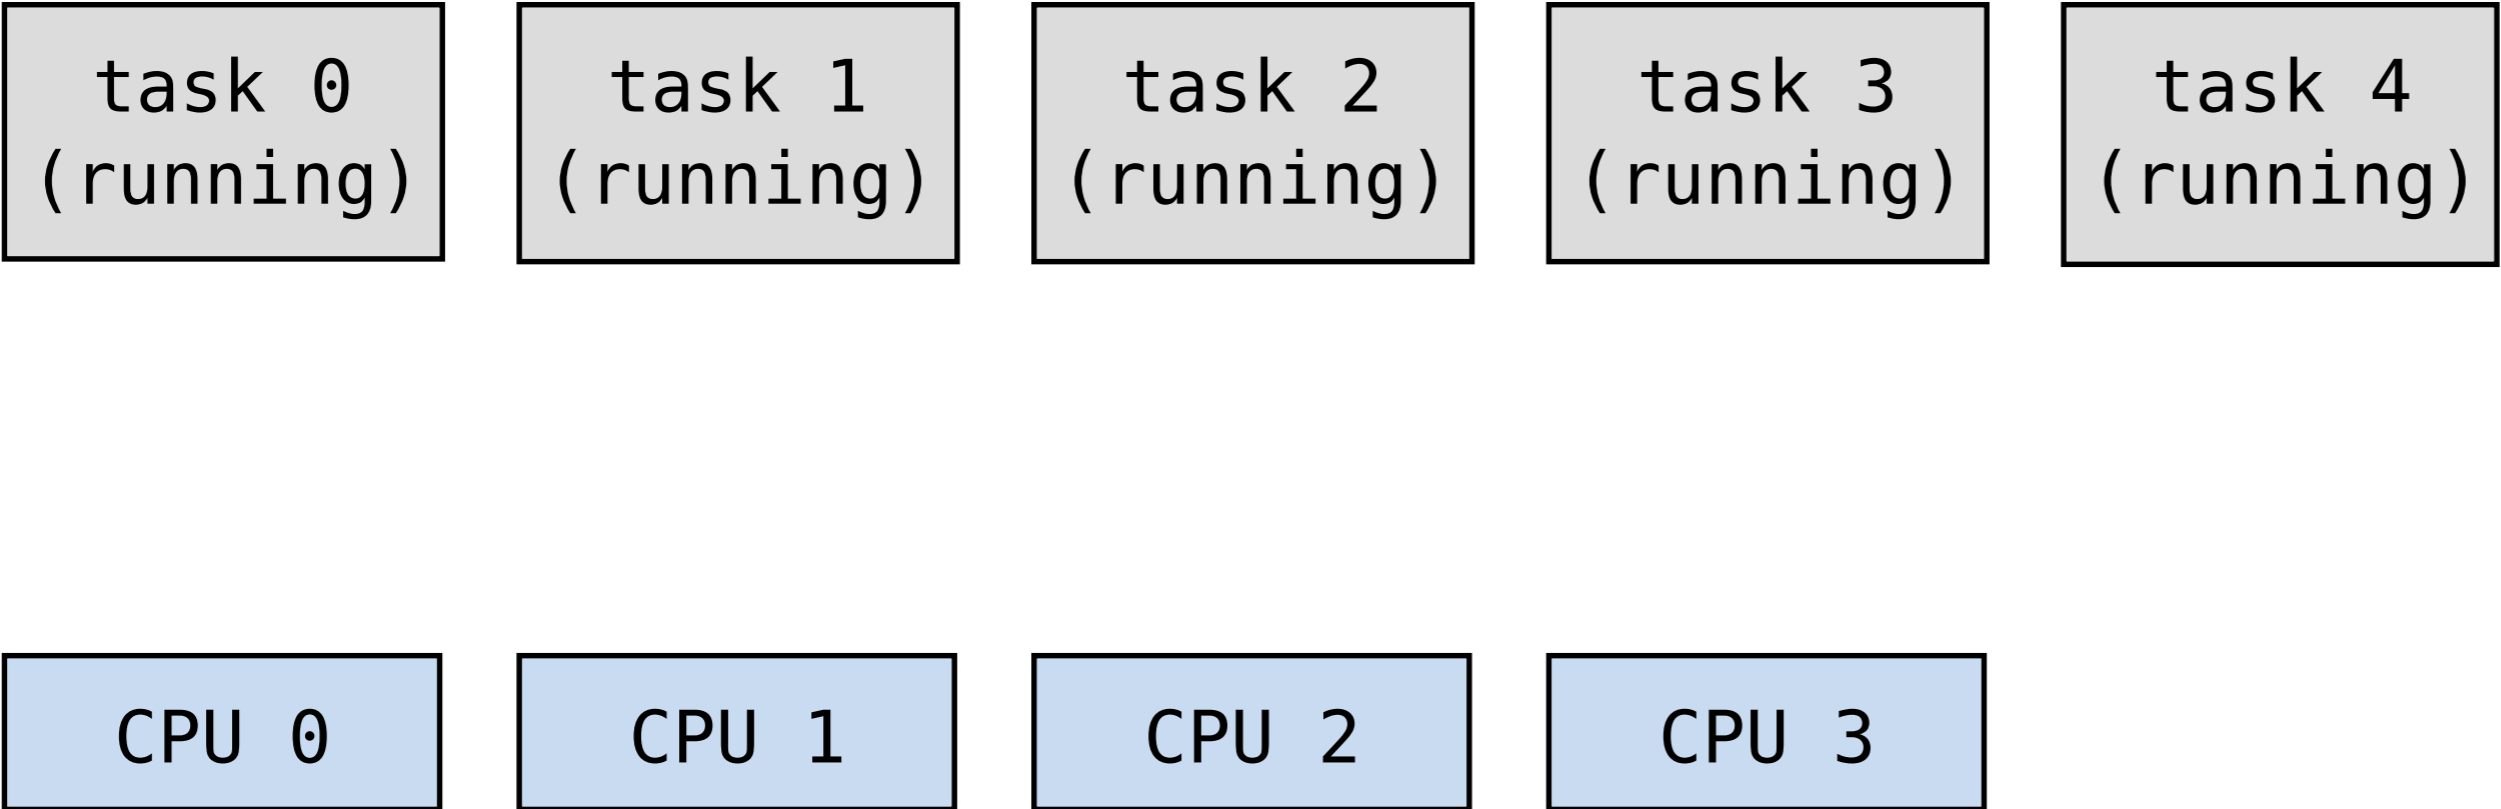 task 0
(running)
task 1
(running)
task 2
(running)
task 3
(running)
task 4
(running)
CPU 0
CPU 1
CPU 2
CPU 3